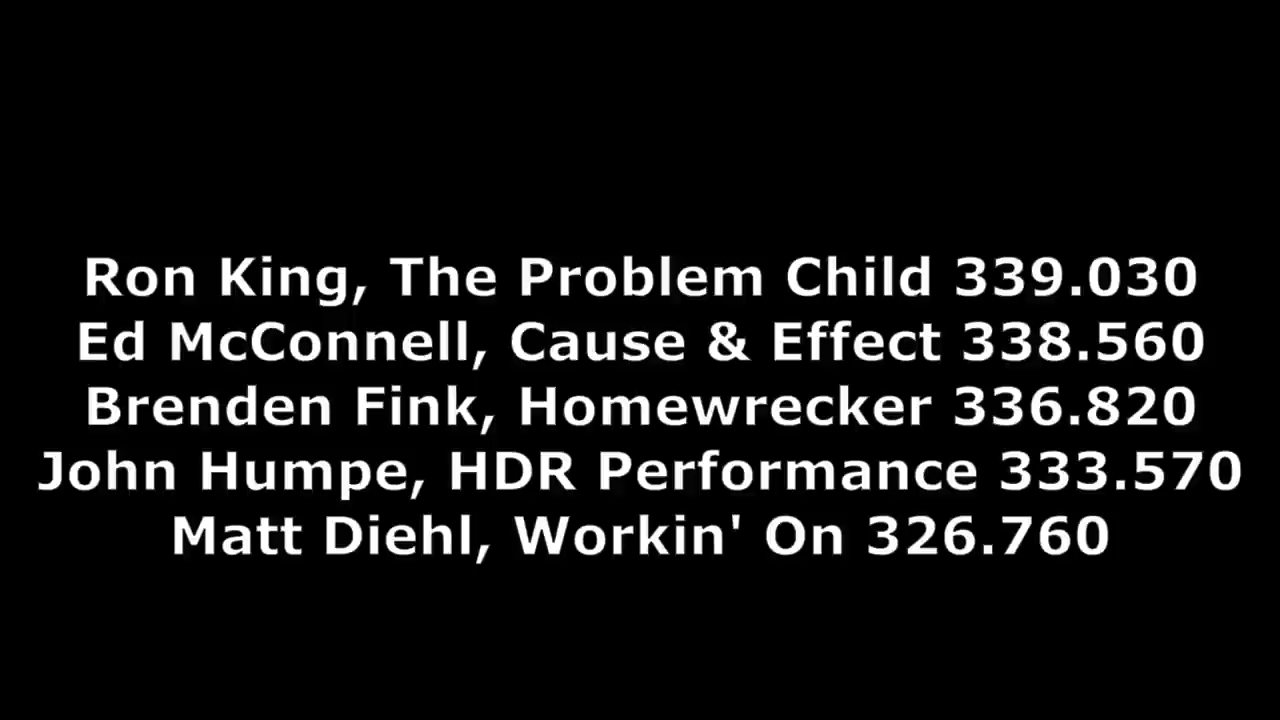 Ron King, The Problem Child 339.030
Ed McConnell, Cause & Effect 338.560
Brenden Fink, Homewrecker 336.820
John Humpe, HDR Performance 333.570
Matt Diehl, Workin' On 326.760